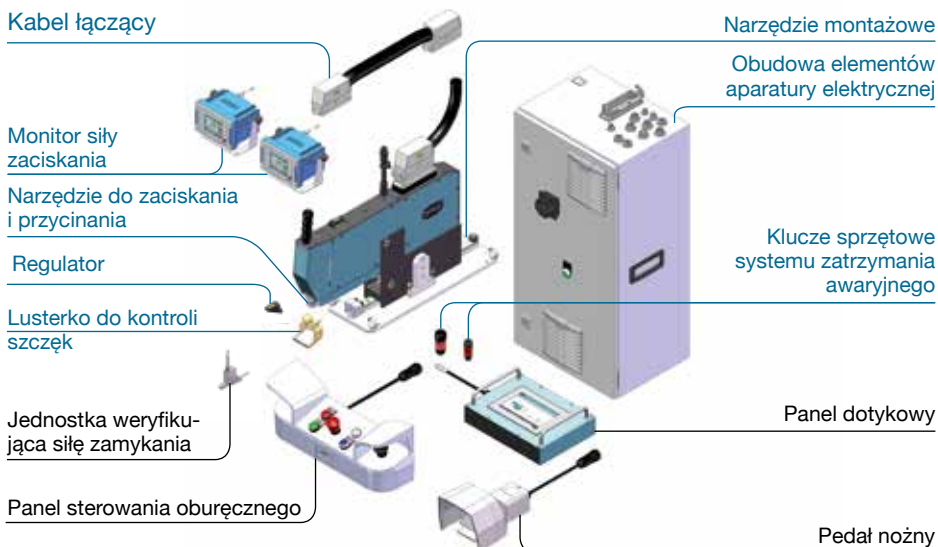 Kabel łączący
Narzędzie montażowe
Obudowa elementów
aparatury elektrycznej
Monitor siły
zaciskania
Narzędzie do zaciskania
i przycinania
Klucze sprzętowe
systemu zatrzymania
awaryjnego
Regulator
Lusterko do kontroli
szczęk
Jednostka weryfiku-
jąca siłę zamykania
Panel dotykowy
Panel sterowania oburęcznego
Pedał nożny